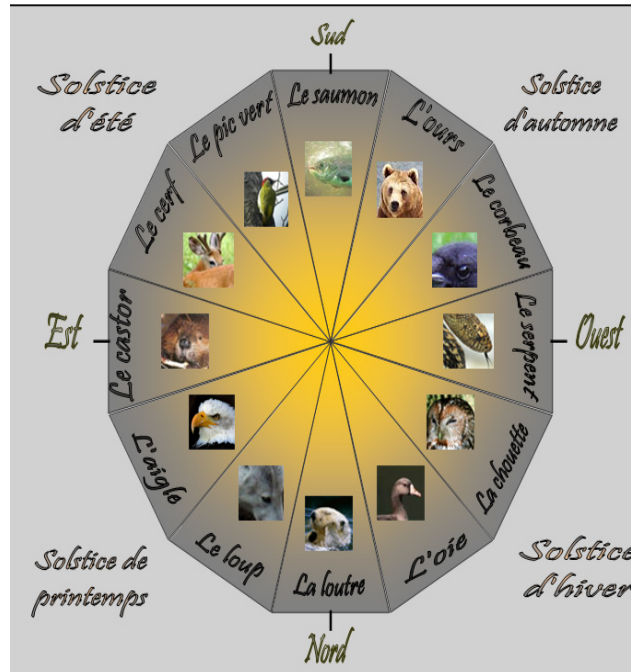 Sud
Solstice
d'été
Solstice
d'automne
Le saumon
L'ours
Le corbeau
Le serpent
La chouette
L'oie
La loutre
Le loup
L'aigle
Le castor
Le cerf
Le pic vert
Est
Ouest
Solstice de
printemps
Solstice
d'hiver
Nord